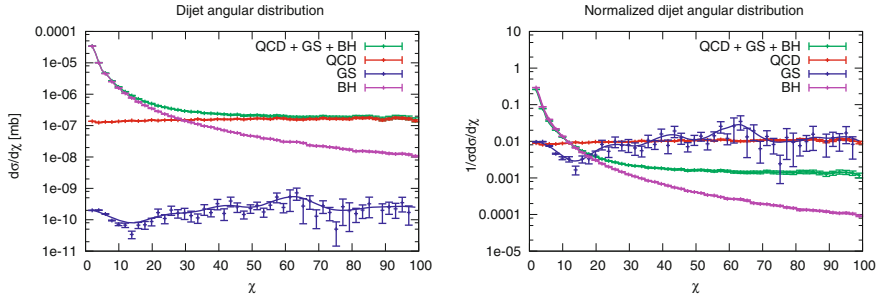 Dijet angular distribution
dσ/dχ [mb]
0.0001
1e-05
1e-06
1e-07
1e-08
1e-09
1e-10
1e-11
QCD + GS + BH
QCD
GS
BH
0 10 20 30 40 50 60 70 80 90 100
χ
Normalized dijet angular distribution
1/σdσ/dχ
1
0.1
0.01
0.001
0.0001
1e-05
QCD + GS + BH
QCD
GS
BH
0 10 20 30 40 50 60 70 80 90 100
χ